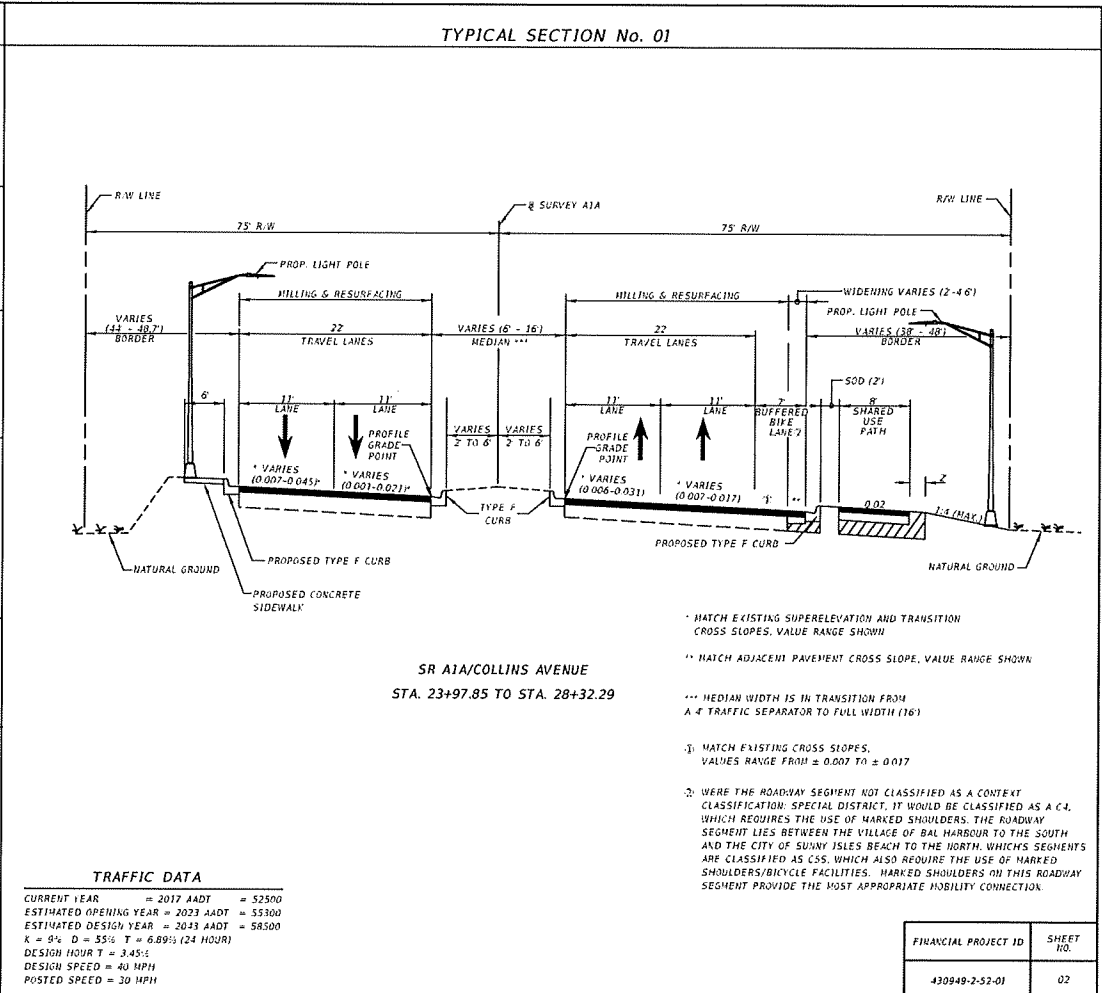 TYPICAL SECTION No. 01
R/W LINE
℄ SURVEY A1A
R/W LINE
75' R/W
75' R/W
PROP. LIGHT POLE
MILLING & RESURFACING
MILLING & RESURFACING
WIDENING VARIES (2'-4.6')
PROP. LIGHT POLE
VARIES
(44' - 48.7')
BORDER
22'
TRAVEL LANES
VARIES (6' - 16')
MEDIAN ***
22'
TRAVEL LANES
VARIES (38' - 48')
BORDER
SOD (2')
6'
11'
LANE
11'
LANE
VARIES
2' TO 6'
VARIES
2' TO 6'
11'
LANE
11'
LANE
7'
BUFFERED
BIKE
LANE
8'
SHARED
USE
PATH
PROFILE
GRADE
POINT
PROFILE
GRADE
POINT
* VARIES
(0.007-0.045)*
* VARIES
(0.001-0.021)*
* VARIES
(0.006-0.031)
* VARIES
(0.007-0.017)
**
2'
0.02
1:4 (MAX.)
TYPE F
CURB
PROPOSED TYPE F CURB
PROPOSED TYPE F CURB
NATURAL GROUND
NATURAL GROUND
PROPOSED CONCRETE
SIDEWALK
SR A1A/COLLINS AVENUE
STA. 23+97.85 TO STA. 28+32.29
* MATCH EXISTING SUPERELEVATION AND TRANSITION
CROSS SLOPES, VALUE RANGE SHOWN
** MATCH ADJACENT PAVEMENT CROSS SLOPE, VALUE RANGE SHOWN
*** MEDIAN WIDTH IS IN TRANSITION FROM
A 4' TRAFFIC SEPARATOR TO FULL WIDTH (16')
① MATCH EXISTING CROSS SLOPES,
VALUES RANGE FROM ± 0.007 TO ± 0.017
② WERE THE ROADWAY SEGMENT NOT CLASSIFIED AS A CONTEXT
CLASSIFICATION: SPECIAL DISTRICT, IT WOULD BE CLASSIFIED AS A C4,
WHICH REQUIRES THE USE OF MARKED SHOULDERS. THE ROADWAY
SEGMENT LIES BETWEEN THE VILLAGE OF BAL HARBOUR TO THE SOUTH
AND THE CITY OF SUNNY ISLES BEACH TO THE NORTH, WHICH'S SEGMENTS
ARE CLASSIFIED AS C5S, WHICH ALSO REQUIRE THE USE OF MARKED
SHOULDERS/BICYCLE FACILITIES. MARKED SHOULDERS ON THIS ROADWAY
SEGMENT PROVIDE THE MOST APPROPRIATE MOBILITY CONNECTION.
TRAFFIC DATA
CURRENT YEAR = 2017 AADT = 52500
ESTIMATED OPENING YEAR = 2023 AADT = 55300
ESTIMATED DESIGN YEAR = 2043 AADT = 58500
K = 9% D = 55% T = 6.89% (24 HOUR)
DESIGN HOUR T = 3.45%
DESIGN SPEED = 40 MPH
POSTED SPEED = 30 MPH
FINANCIAL PROJECT ID
SHEET
NO.
430949-2-52-01
02